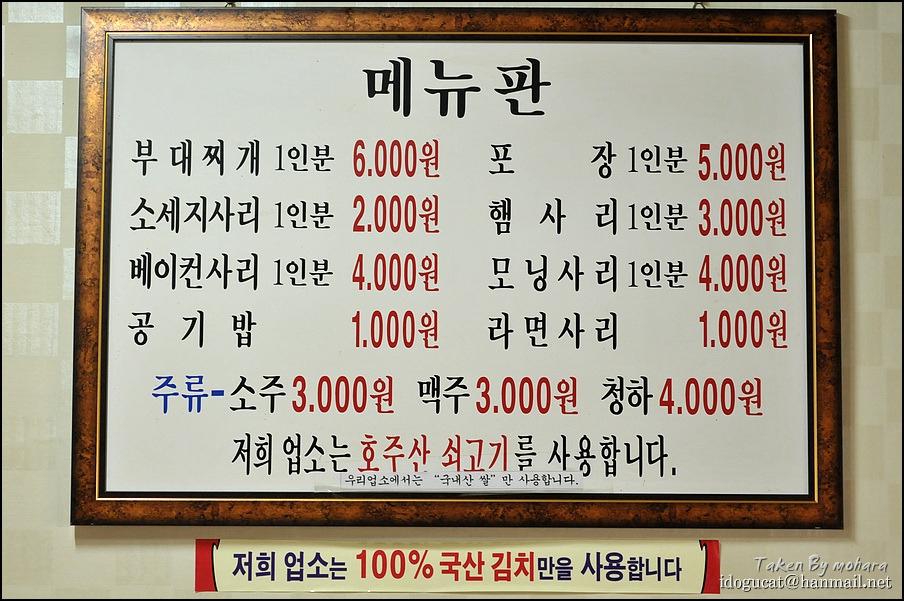 메뉴판
부대찌개 1인분 6.000원 포장 1인분 5.000원
소세지사리 1인분 2.000원 햄사리 1인분 3.000원
베이컨사리 1인분 4.000원 모닝사리 1인분 4.000원
공기밥 1.000원 라면사리 1.000원
주류-소주 3.000원 맥주 3.000원 청하 4.000원
저희 업소는 호주산 쇠고기를 사용합니다.
우리업소에서는 "국내산 쌀"만 사용합니다.
저희 업소는 100% 국산 김치만을 사용합니다
Taken By mohara
idogucat@hanmail.net